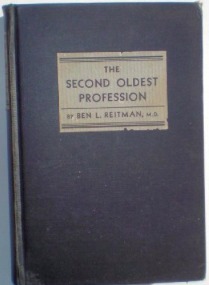 THE
SECOND OLDEST
PROFESSION
BY BEN L. REITMAN, M.D.